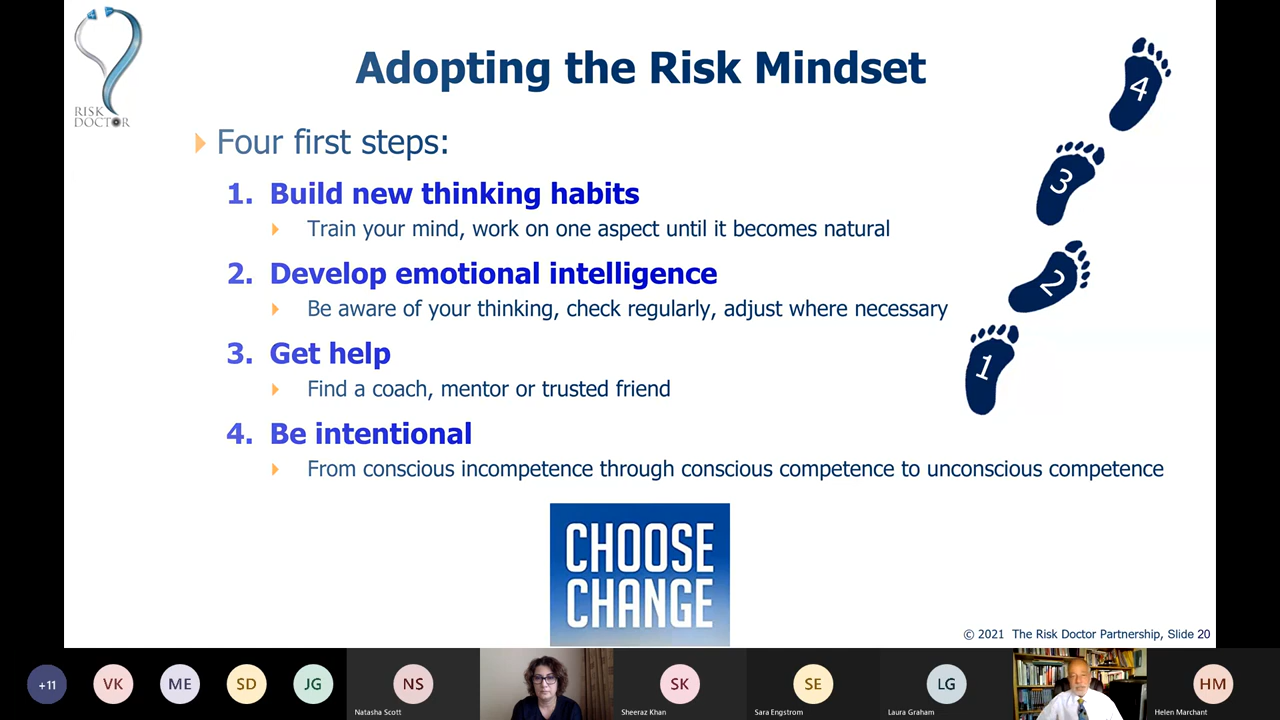 RISK
DOCTOR
Adopting the Risk Mindset
Four first steps:
1. Build new thinking habits
Train your mind, work on one aspect until it becomes natural
2. Develop emotional intelligence
Be aware of your thinking, check regularly, adjust where necessary
3. Get help
Find a coach, mentor or trusted friend
4. Be intentional
From conscious incompetence through conscious competence to unconscious competence
4
3
2
1
CHOOSE
CHANGE
© 2021 The Risk Doctor Partnership, Slide 20
+11
VK
ME
SD
JG
NS
Natasha Scott
SK
Sheeraz Khan
SE
Sara Engstrom
LG
Laura Graham
HM
Helen Marchant